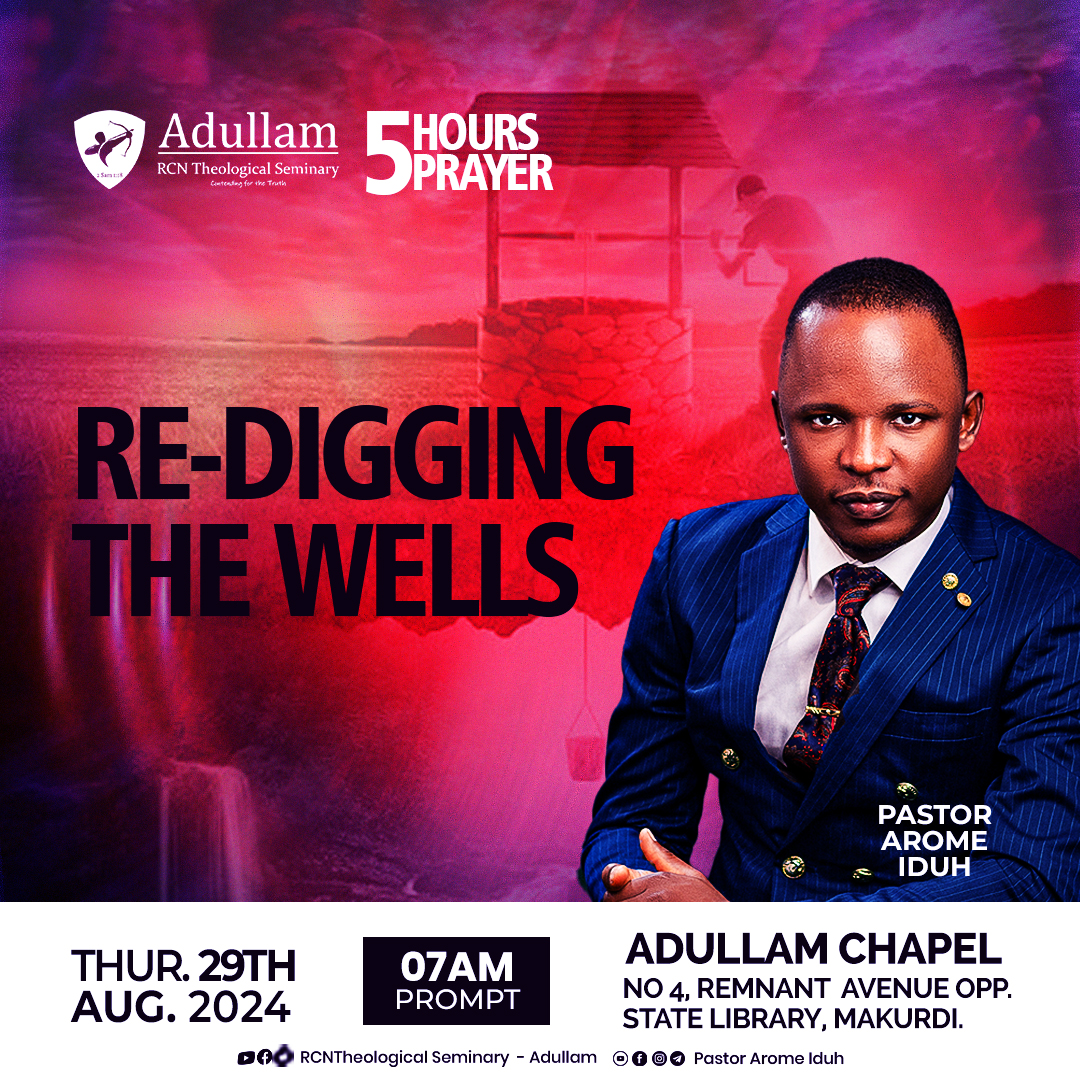 Adullam
RCN Theological Seminary
Contending for the Truth
5 HOURS
PRAYER
RE-DIGGING
THE WELLS
PASTOR
AROME
IDUH
THUR. 29TH
AUG. 2024
07AM
PROMPT
ADULLAM CHAPEL
NO 4, REMNANT AVENUE OPP.
STATE LIBRARY, MAKURDI.
RCNTheological Seminary - Adullam
Pastor Arome Iduh